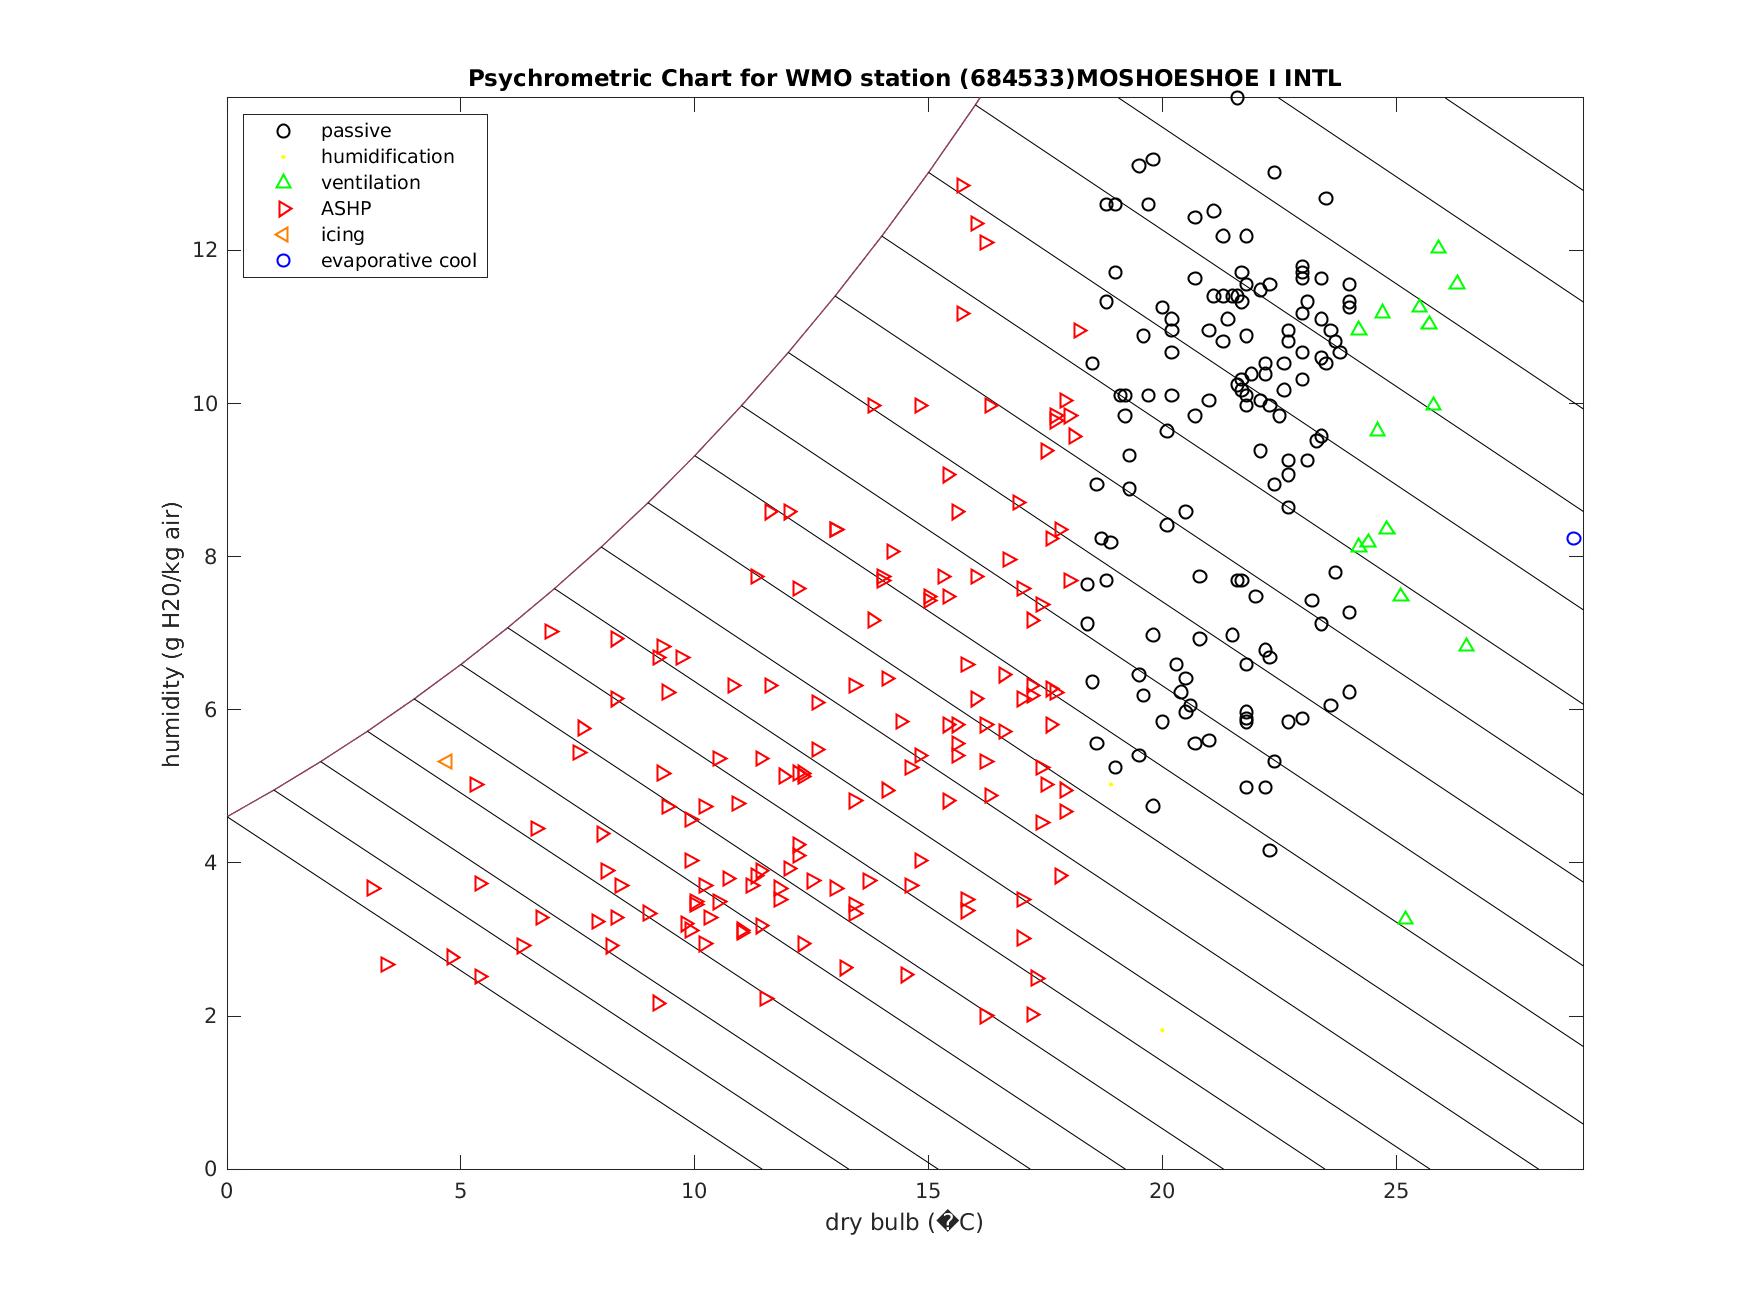 Psychrometric Chart for WMO station (684533)MOSHOESHOE I INTL
passive
humidification
ventilation
ASHP
icing
evaporative cool
humidity (g H20/kg air)
12
10
8
6
4
2
0
0 5 10 15 20 25
dry bulb (�C)